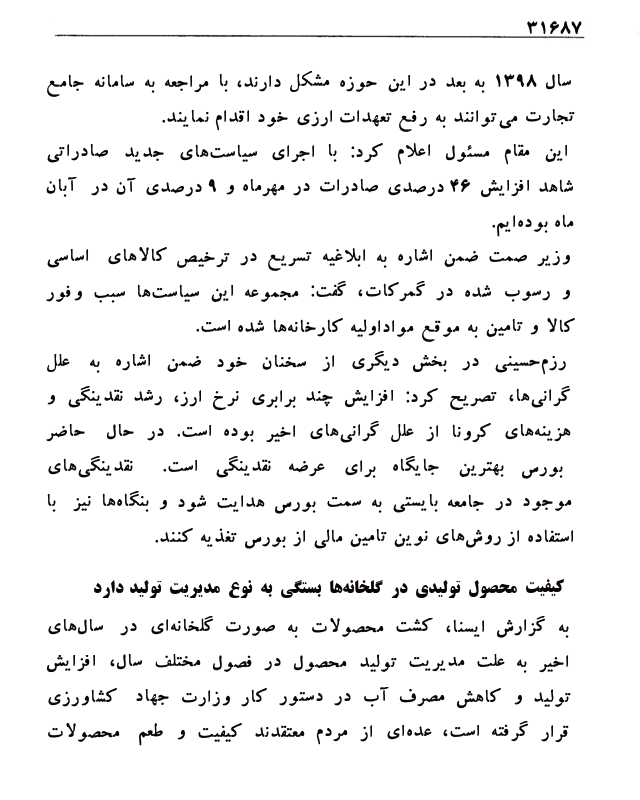 ۳۱۶۸۷
سال ۱۳۹۸ به بعد در این حوزه مشکل دارند، با مراجعه به سامانه جامع
تجارت می‌توانند به رفع تعهدات ارزی خود اقدام نمایند.
این مقام مسئول اعلام کرد: با اجرای سیاست‌های جدید صادراتی
شاهد افزایش ۴۶ درصدی صادرات در مهرماه و ۹ درصدی آن در آبان
ماه بوده‌ایم.
وزیر صمت ضمن اشاره به ابلاغیه تسریع در ترخیص کالاهای اساسی
و رسوب شده در گمرکات، گفت: مجموعه این سیاست‌ها سبب وفور
کالا و تامین به موقع مواداولیه کارخانه‌ها شده است.
رزم‌حسینی در بخش دیگری از سخنان خود ضمن اشاره به علل
گرانی‌ها، تصریح کرد: افزایش چند برابری نرخ ارز، رشد نقدینگی و
هزینه‌های کرونا از علل گرانی‌های اخیر بوده است. در حال حاضر
بورس بهترین جایگاه برای عرضه نقدینگی است. نقدینگی‌های
موجود در جامعه بایستی به سمت بورس هدایت شود و بنگاه‌ها نیز با
استفاده از روش‌های نوین تامین مالی از بورس تغذیه کنند.
کیفیت محصول تولیدی در گلخانه‌ها بستگی به نوع مدیریت تولید دارد
به گزارش ایسنا، کشت محصولات به صورت گلخانه‌ای در سال‌های
اخیر به علت مدیریت تولید محصول در فصول مختلف سال، افزایش
تولید و کاهش مصرف آب در دستور کار وزارت جهاد کشاورزی
قرار گرفته است، عده‌ای از مردم معتقدند کیفیت و طعم محصولات